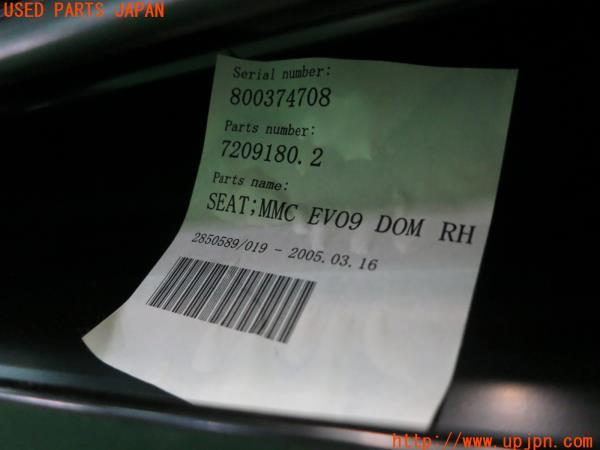 USED PARTS JAPAN
Serial number:
800374708
Parts number:
7209180.2
Parts name:
SEAT;MMC EVO9 DOM RH
2850589/019 - 2005.03.16
http://www.upjpn.com/